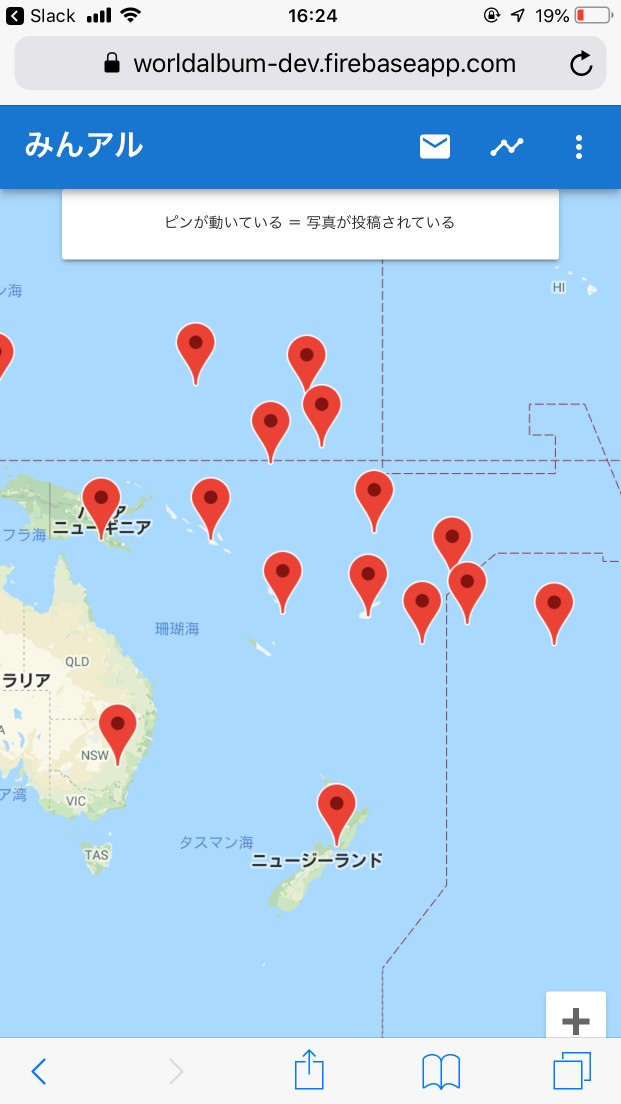 Slack
16:24
19%
worldalbum-dev.firebaseapp.com
みんアル
ピンが動いている ＝ 写真が投稿されている
ン海
HI
ニューギニア
フラ海
珊瑚海
QLD
ラリア
A
NSW
ア湾
VIC
タスマン海
TAS
ニュージーランド